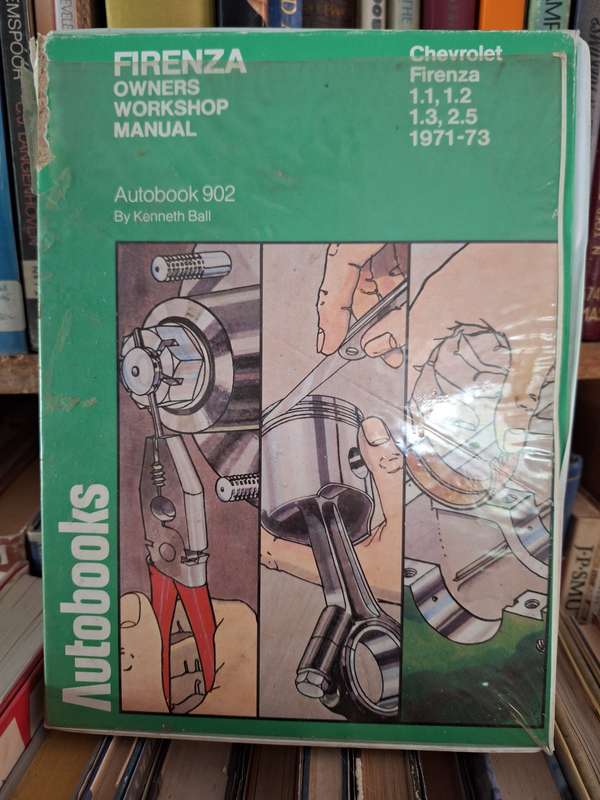 FIRENZA
OWNERS
WORKSHOP
MANUAL
Chevrolet
Firenza
1.1, 1.2
1.3, 2.5
1971-73
Autobook 902
By Kenneth Ball
Autobooks